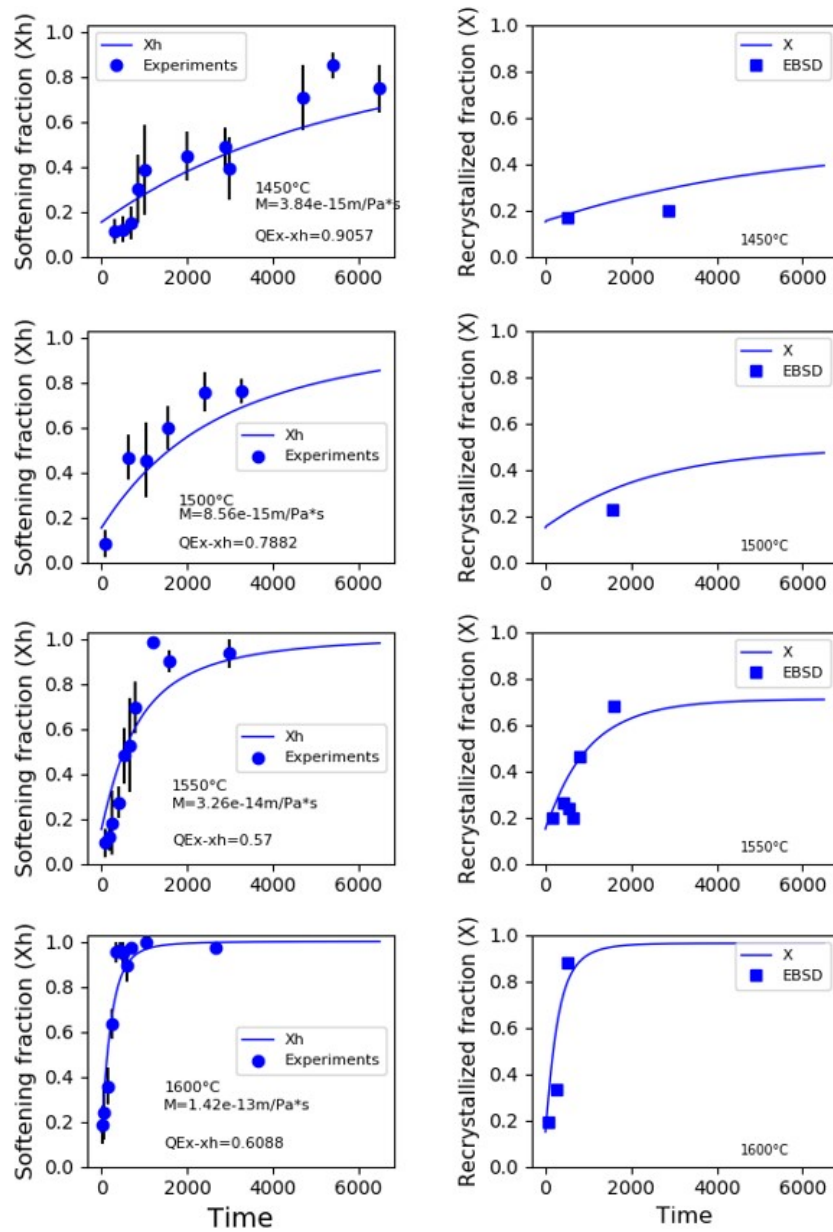 Softening fraction (Xh)
1.0
0.8
0.6
0.4
0.2
0.0
Xh
Experiments
1450°C
M=3.84e-15m/Pa*s
QEx-xh=0.9057
0 2000 4000 6000
Recrystallized fraction (X)
1.0
0.8
0.6
0.4
0.2
0.0
X
EBSD
1450°C
0 2000 4000 6000
Softening fraction (Xh)
1.0
0.8
0.6
0.4
0.2
0.0
Xh
Experiments
1500°C
M=8.56e-15m/Pa*s
QEx-xh=0.7882
0 2000 4000 6000
Recrystallized fraction (X)
1.0
0.8
0.6
0.4
0.2
0.0
X
EBSD
1500°C
0 2000 4000 6000
Softening fraction (Xh)
1.0
0.8
0.6
0.4
0.2
0.0
Xh
Experiments
1550°C
M=3.26e-14m/Pa*s
QEx-xh=0.57
0 2000 4000 6000
Recrystallized fraction (X)
1.0
0.8
0.6
0.4
0.2
0.0
X
EBSD
1550°C
0 2000 4000 6000
Softening fraction (Xh)
1.0
0.8
0.6
0.4
0.2
0.0
Xh
Experiments
1600°C
M=1.42e-13m/Pa*s
QEx-xh=0.6088
0 2000 4000 6000
Time
Recrystallized fraction (X)
1.0
0.8
0.6
0.4
0.2
0.0
X
EBSD
1600°C
0 2000 4000 6000
Time